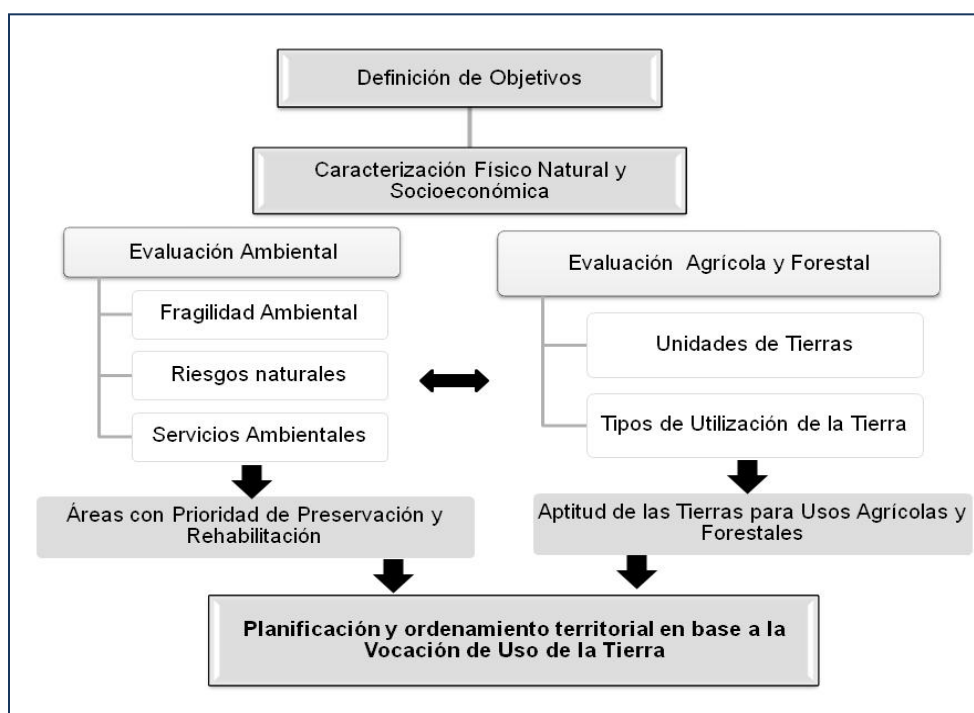 Definición de Objetivos
Caracterización Físico Natural y
Socioeconómica
Evaluación Ambiental
Fragilidad Ambiental
Riesgos naturales
Servicios Ambientales
Evaluación Agrícola y Forestal
Unidades de Tierras
Tipos de Utilización de la Tierra
Áreas con Prioridad de Preservación y
Rehabilitación
Aptitud de las Tierras para Usos Agrícolas y
Forestales
Planificación y ordenamiento territorial en base a la
Vocación de Uso de la Tierra